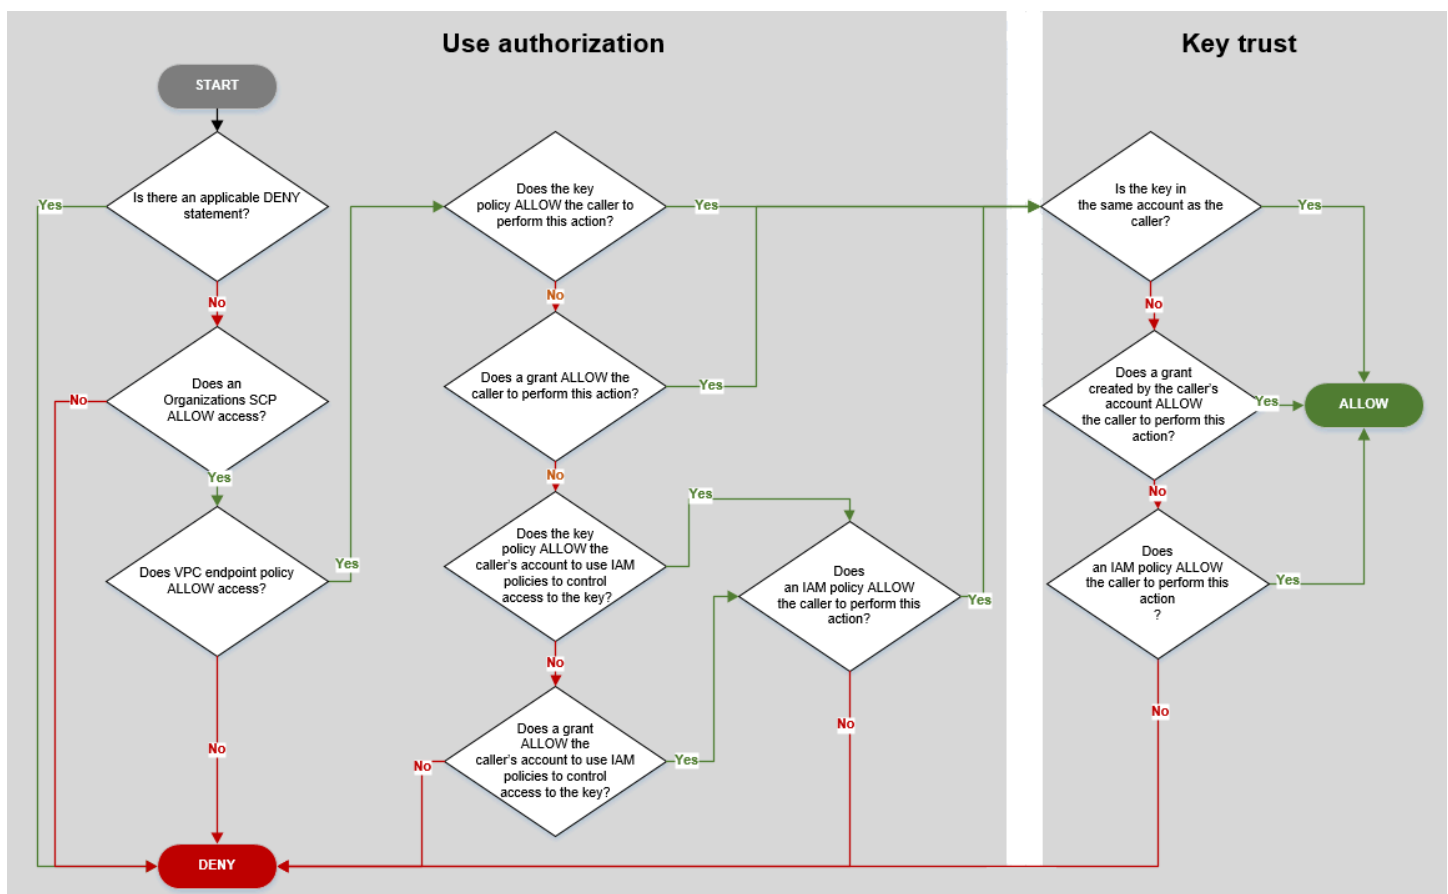 Use authorization
Key trust
START
Is there an applicable DENY
statement?
Yes
No
Does an
Organizations SCP
ALLOW access?
No
Yes
Does VPC endpoint policy
ALLOW access?
Yes
No
DENY
Does the key
policy ALLOW the caller to
perform this action?
Yes
No
Does a grant ALLOW the
caller to perform this action?
Yes
No
Does the key
policy ALLOW the
caller's account to use IAM
policies to control
access to the key?
Yes
No
Does a grant
ALLOW the
caller's account to use IAM
policies to control
access to the key?
No
Yes
Does
an IAM policy ALLOW
the caller to perform this
action?
Yes
No
Is the key in
the same account as the
caller?
Yes
No
Does a grant
created by the caller's
account ALLOW
the caller to perform this
action?
Yes
No
Does
an IAM policy ALLOW
the caller to perform this
action
?
Yes
No
ALLOW